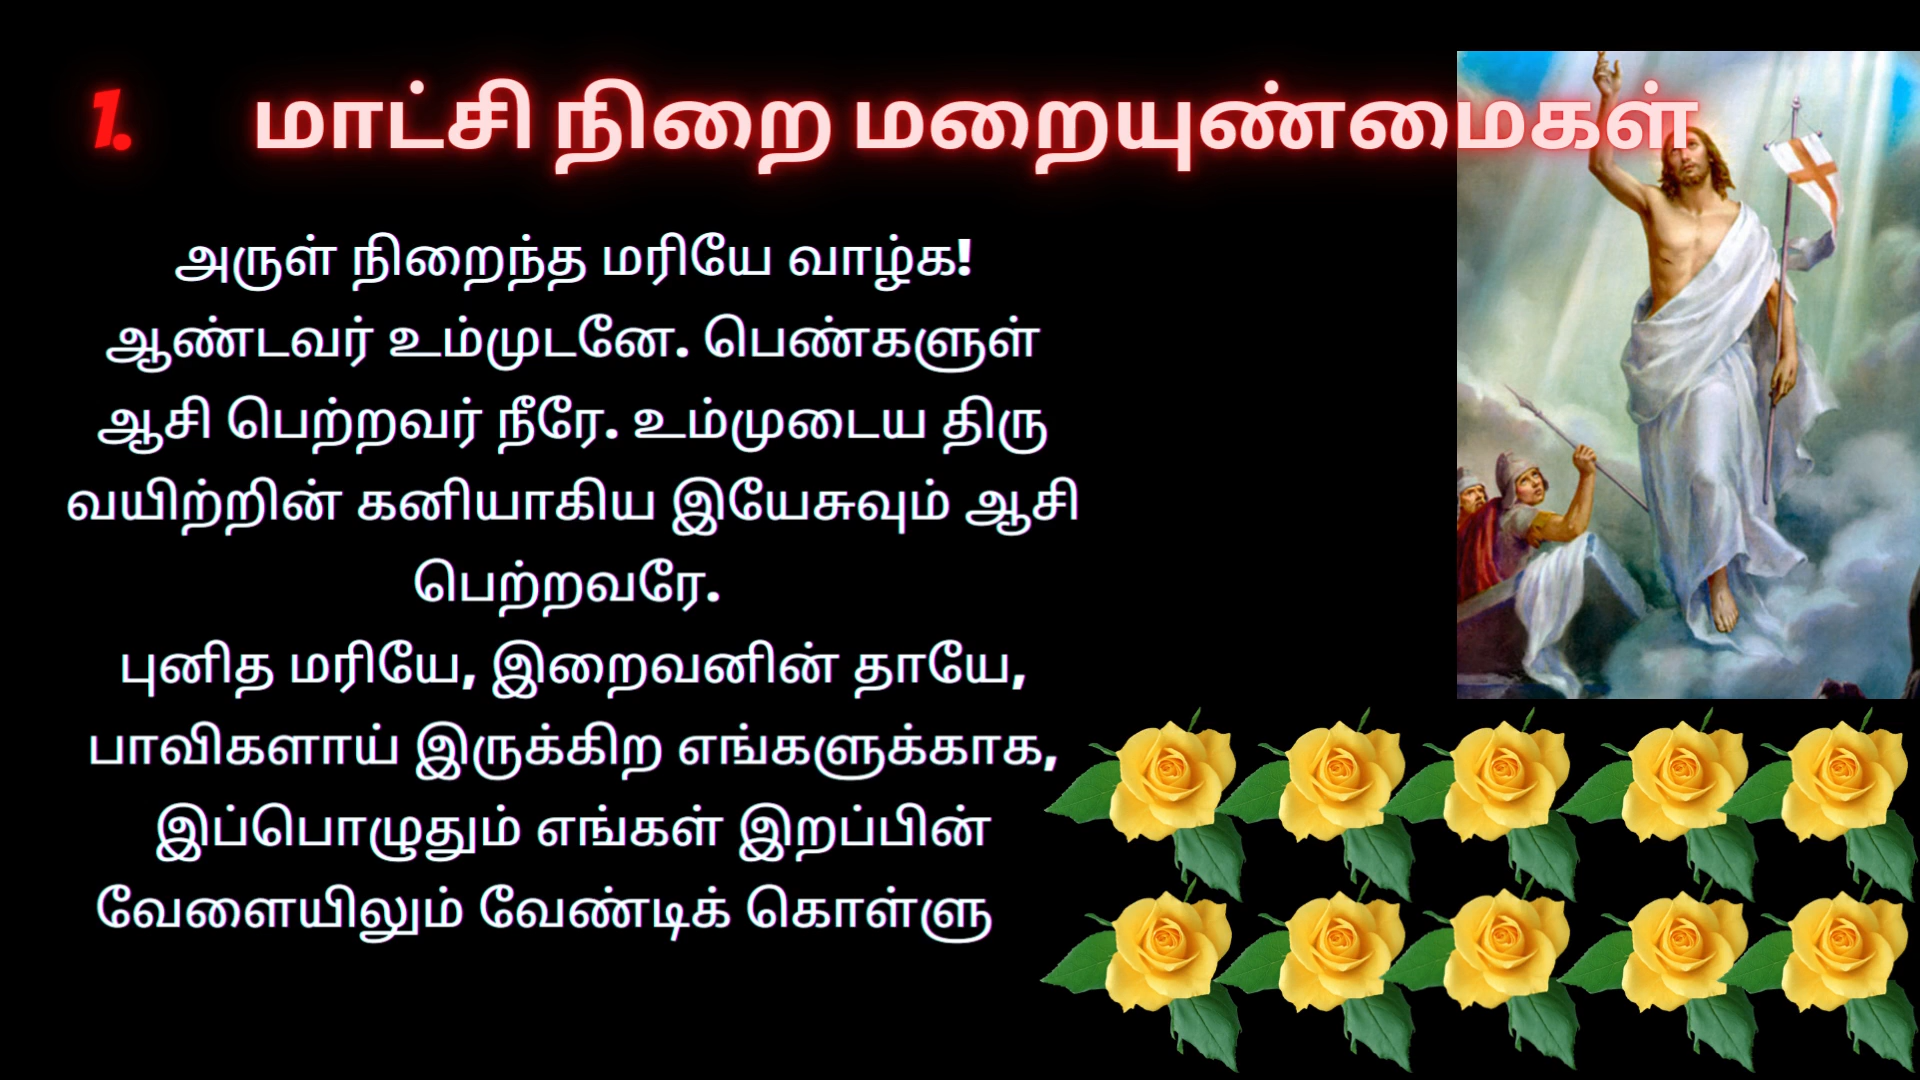 1. மாட்சி நிறை மறையுண்மைகள்
அருள் நிறைந்த மரியே வாழ்க!
ஆண்டவர் உம்முடனே. பெண்களுள்
ஆசி பெற்றவர் நீரே. உம்முடைய திரு
வயிற்றின் கனியாகிய இயேசுவும் ஆசி
பெற்றவரே.
புனித மரியே, இறைவனின் தாயே,
பாவிகளாய் இருக்கிற எங்களுக்காக,
இப்பொழுதும் எங்கள் இறப்பின்
வேளையிலும் வேண்டிக் கொள்ளு